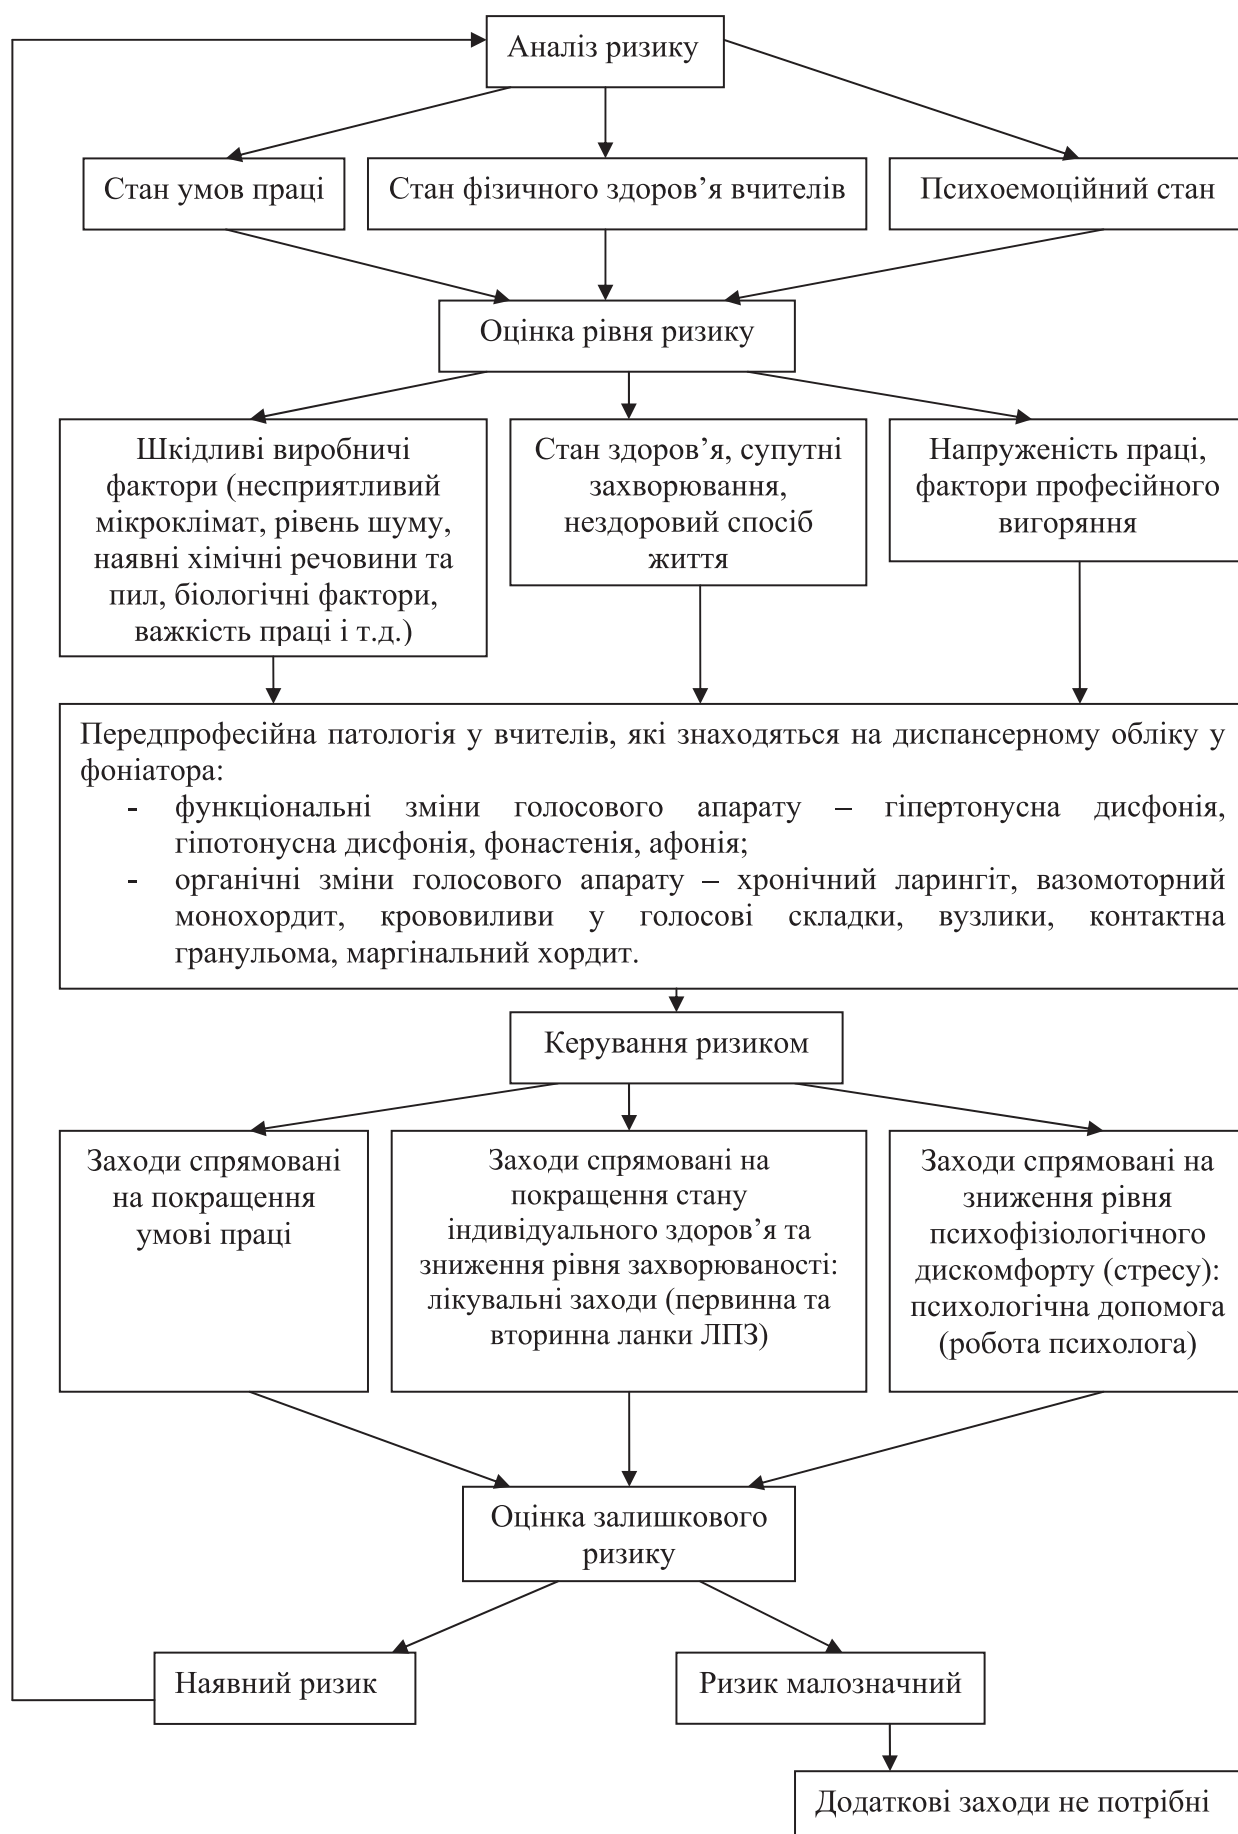 Аналіз ризику
Стан умов праці
Стан фізичного здоров’я вчителів
Психоемоційний стан
Оцінка рівня ризику
Шкідливі виробничі
фактори (несприятливий
мікроклімат, рівень шуму,
наявні хімічні речовини та
пил, біологічні фактори,
важкість праці і т.д.)
Стан здоров’я, супутні
захворювання,
нездоровий спосіб
життя
Напруженість праці,
фактори професійного
вигоряння
Передпрофесійна патологія у вчителів, які знаходяться на диспансерному обліку у
фоніатора:
- функціональні зміни голосового апарату – гіпертонусна дисфонія,
гіпотонусна дисфонія, фонастенія, афонія;
- органічні зміни голосового апарату – хронічний ларингіт, вазомоторний
монохордит, крововиливи у голосові складки, вузлики, контактна
гранульома, маргінальний хордит.
Керування ризиком
Заходи спрямовані
на покращення
умові праці
Заходи спрямовані на
покращення стану
індивідуального здоров’я та
зниження рівня захворюваності:
лікувальні заходи (первинна та
вторинна ланки ЛПЗ)
Заходи спрямовані на
зниження рівня
психофізіологічного
дискомфорту (стресу):
психологічна допомога
(робота психолога)
Оцінка залишкового
ризику
Наявний ризик
Ризик малозначний
Додаткові заходи не потрібні